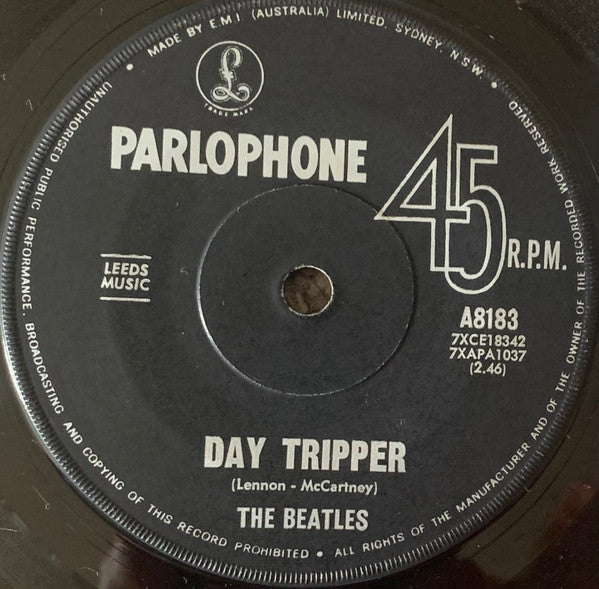 MADE BY E.M.I. (AUSTRALIA) LIMITED. SYDNEY. N.S.W. • ALL RIGHTS OF THE MANUFACTURER AND OF THE OWNER OF THE RECORDED WORK RESERVED
UNAUTHORISED PUBLIC PERFORMANCE. BROADCASTING AND COPYING OF THIS RECORD PROHIBITED •
£
TRADE MARK
PARLOPHONE
45
R.P.M.
LEEDS
MUSIC
A8183
7XCE18342
7XAPA1037
(2.46)
DAY TRIPPER
(Lennon - McCartney)
THE BEATLES